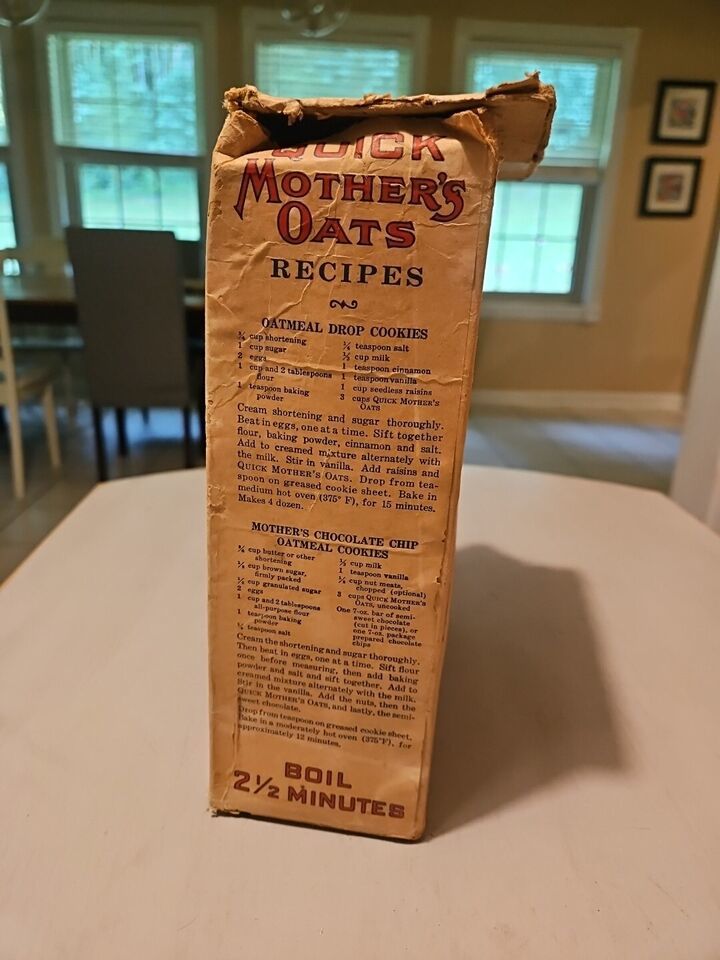 QUICK
MOTHER'S
OATS
RECIPES
OATMEAL DROP COOKIES
¾ cup shortening
1 cup sugar
2 eggs
1 cup and 2 tablespoons
flour
1 teaspoon baking
powder
teaspoon salt
cup milk
1 teaspoon cinnamon
1 teaspoon vanilla
1 cup seedless raisins
3 cups QUICK MOTHER'S
OATS
Cream shortening and sugar thoroughly.
Beat in eggs, one at a time. Sift together
flour, baking powder, cinnamon and salt.
Add to creamed mixture alternately with
the milk. Stir in vanilla. Add raisins and
QUICK MOTHER'S OATS. Drop from tea-
spoon on greased cookie sheet. Bake in
medium hot oven (375° F), for 15 minutes.
Makes 4 dozen.
MOTHER'S CHOCOLATE CHIP
OATMEAL COOKIES
¾ cup butter or other
shortening
cup brown sugar,
firmly packed
cup granulated sugar
2 eggs
1 cup and 2 tablespoons
all-purpose flour
1 teaspoon baking
powder
teaspoon salt
cup milk
1 teaspoon vanilla
cup nut meats,
chopped (optional)
3 cups QUICK MOTHER'S
OATS, uncooked
One 7-oz. bar of semi-
sweet chocolate
(cut in pieces), or
one 7-oz. package
prepared chocolate
chips
Cream the shortening and sugar thoroughly.
Then beat in eggs, one at a time. Sift flour
once before measuring, then add baking
powder and salt and sift together. Add to
creamed mixture alternately with the milk.
Stir in the vanilla. Add the nuts, then the
QUICK MOTHER'S OATS, and lastly, the semi-
sweet chocolate.
Drop from teaspoon on greased cookie sheet.
Bake in a moderately hot oven (375°F), for
approximately 12 minutes.
BOIL
2½ MINUTES